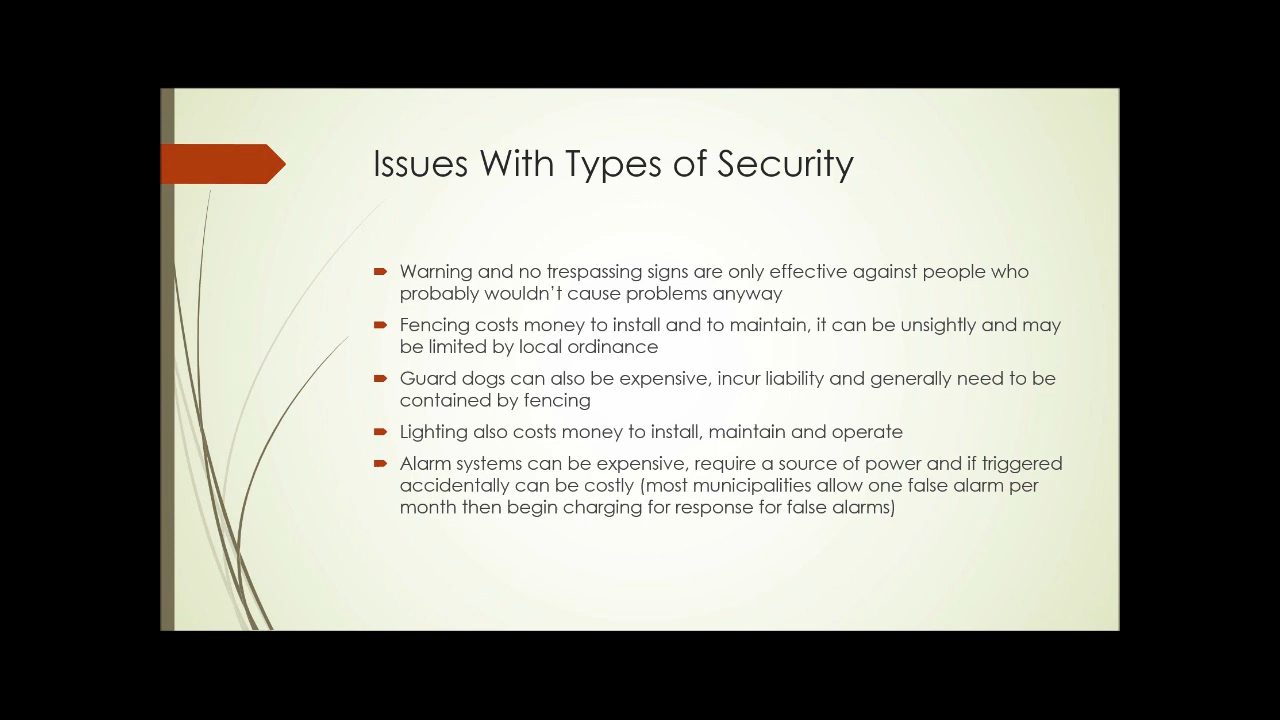 Issues With Types of Security
Warning and no trespassing signs are only effective against people who
probably wouldn’t cause problems anyway
Fencing costs money to install and to maintain, it can be unsightly and may
be limited by local ordinance
Guard dogs can also be expensive, incur liability and generally need to be
contained by fencing
Lighting also costs money to install, maintain and operate
Alarm systems can be expensive, require a source of power and if triggered
accidentally can be costly (most municipalities allow one false alarm per
month then begin charging for response for false alarms)